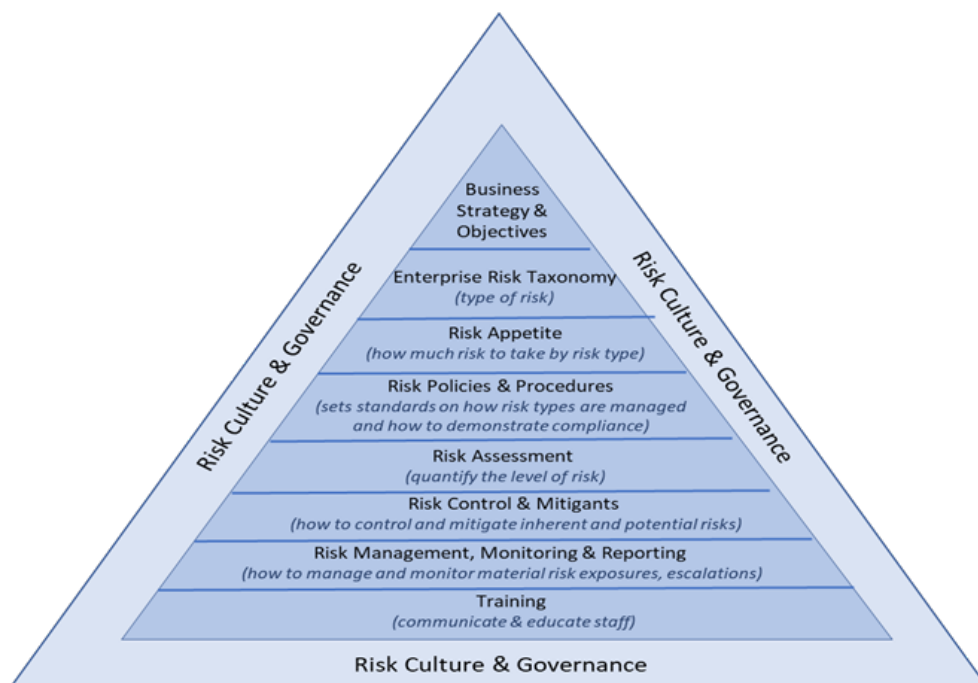 Business
Strategy &
Objectives
Enterprise Risk Taxonomy
(type of risk)
Risk Appetite
(how much risk to take by risk type)
Risk Policies & Procedures
(sets standards on how risk types are managed
and how to demonstrate compliance)
Risk Assessment
(quantify the level of risk)
Risk Control & Mitigants
(how to control and mitigate inherent and potential risks)
Risk Management, Monitoring & Reporting
(how to manage and monitor material risk exposures, escalations)
Training
(communicate & educate staff)
Risk Culture & Governance
Risk Culture & Governance
Risk Culture & Governance